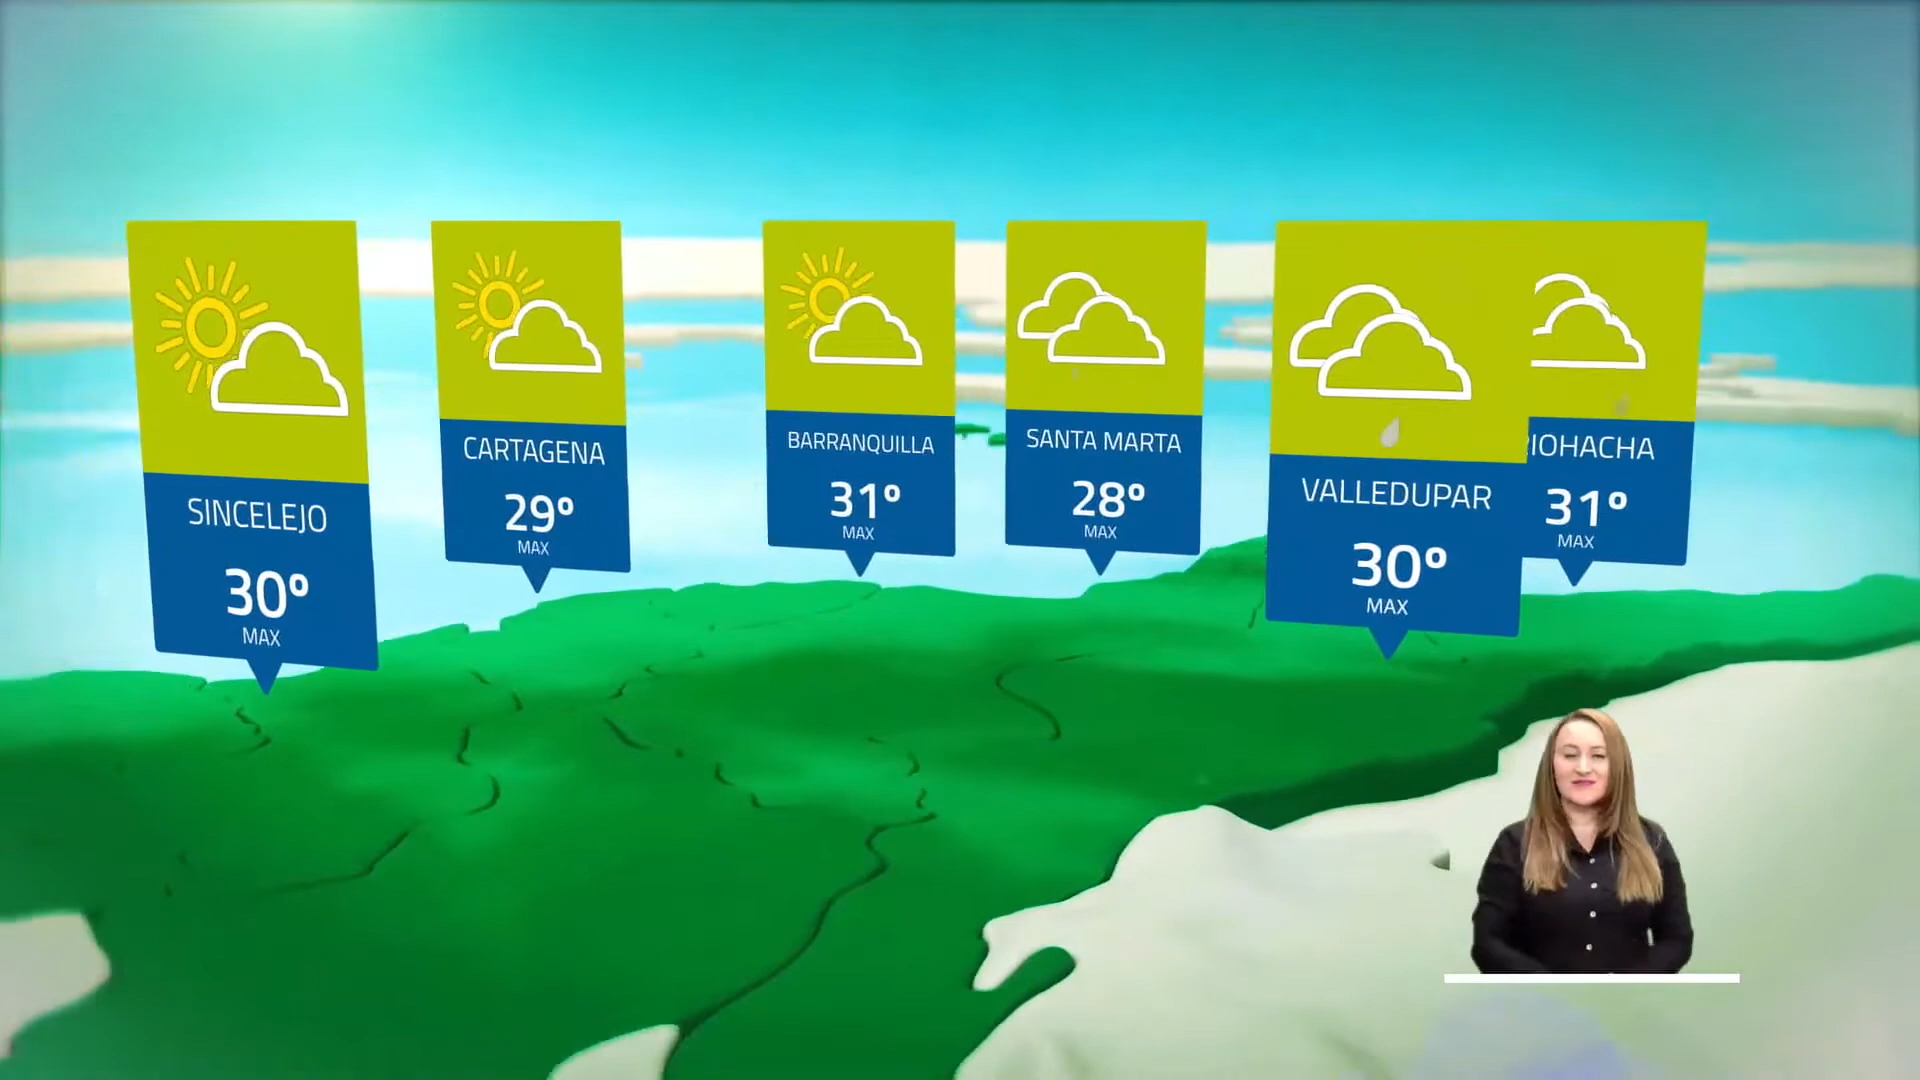 SINCELEJO
30º
MAX
CARTAGENA
29º
MAX
BARRANQUILLA
31º
MAX
SANTA MARTA
28º
MAX
VALLEDUPAR
30º
MAX
IOHACHA
31º
MAX